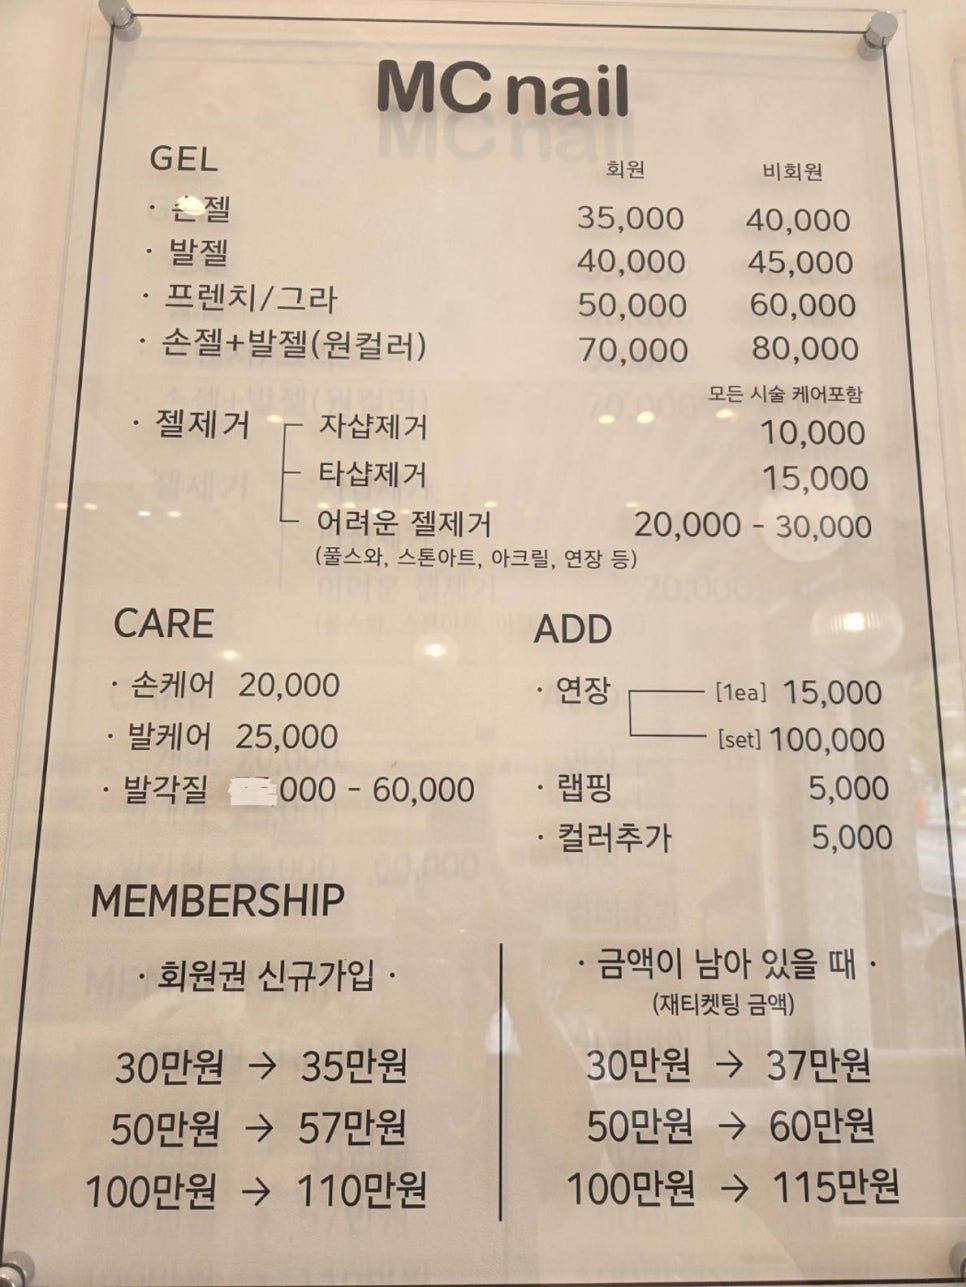 MC nail
GEL 회원 비회원
· 손젤 35,000 40,000
· 발젤 40,000 45,000
· 프렌치/그라 50,000 60,000
· 손젤+발젤(원컬러) 70,000 80,000
모든 시술 케어포함
· 젤제거 자샵제거 10,000
타샵제거 15,000
어려운 젤제거 20,000 - 30,000
(풀스와, 스톤아트, 아크릴, 연장 등)
CARE
· 손케어 20,000
· 발케어 25,000
· 발각질 000 - 60,000
ADD
· 연장 [1ea] 15,000
[set] 100,000
· 랩핑 5,000
· 컬러추가 5,000
MEMBERSHIP
· 회원권 신규가입 ·
30만원 → 35만원
50만원 → 57만원
100만원 → 110만원
· 금액이 남아 있을 때 ·
(재티켓팅 금액)
30만원 → 37만원
50만원 → 60만원
100만원 → 115만원